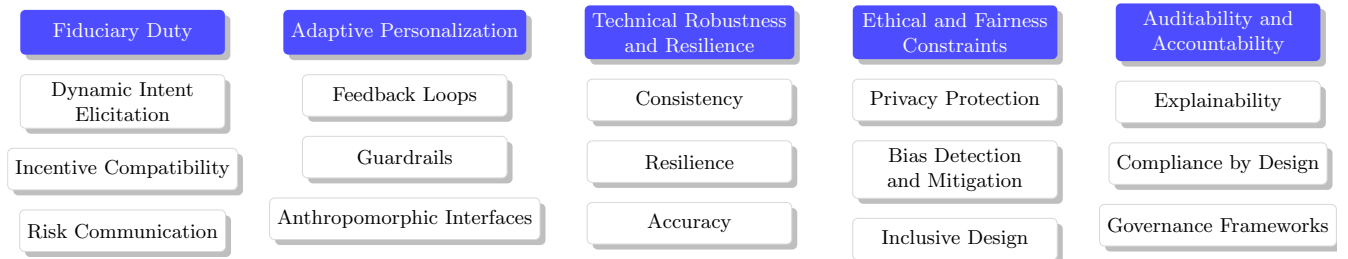 Fiduciary Duty
Dynamic Intent
Elicitation
Incentive Compatibility
Risk Communication
Adaptive Personalization
Feedback Loops
Guardrails
Anthropomorphic Interfaces
Technical Robustness
and Resilience
Consistency
Resilience
Accuracy
Ethical and Fairness
Constraints
Privacy Protection
Bias Detection
and Mitigation
Inclusive Design
Auditability and
Accountability
Explainability
Compliance by Design
Governance Frameworks